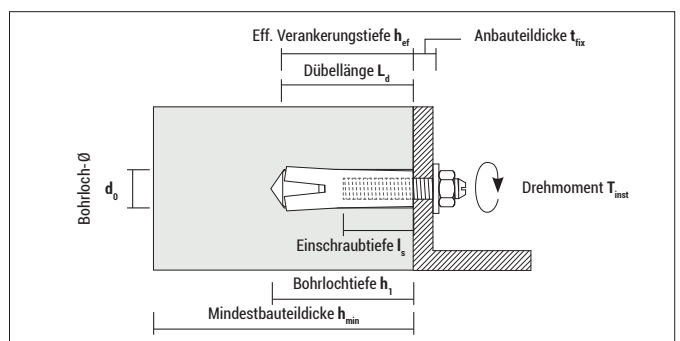 Eff. Verankerungstiefe hef
Anbauteildicke tfix
Dübellänge Ld
Bohrloch-Ø
d0
Drehmoment Tinst
Einschraubtiefe ls
Bohrlochtiefe h1
Mindestbauteildicke hmin